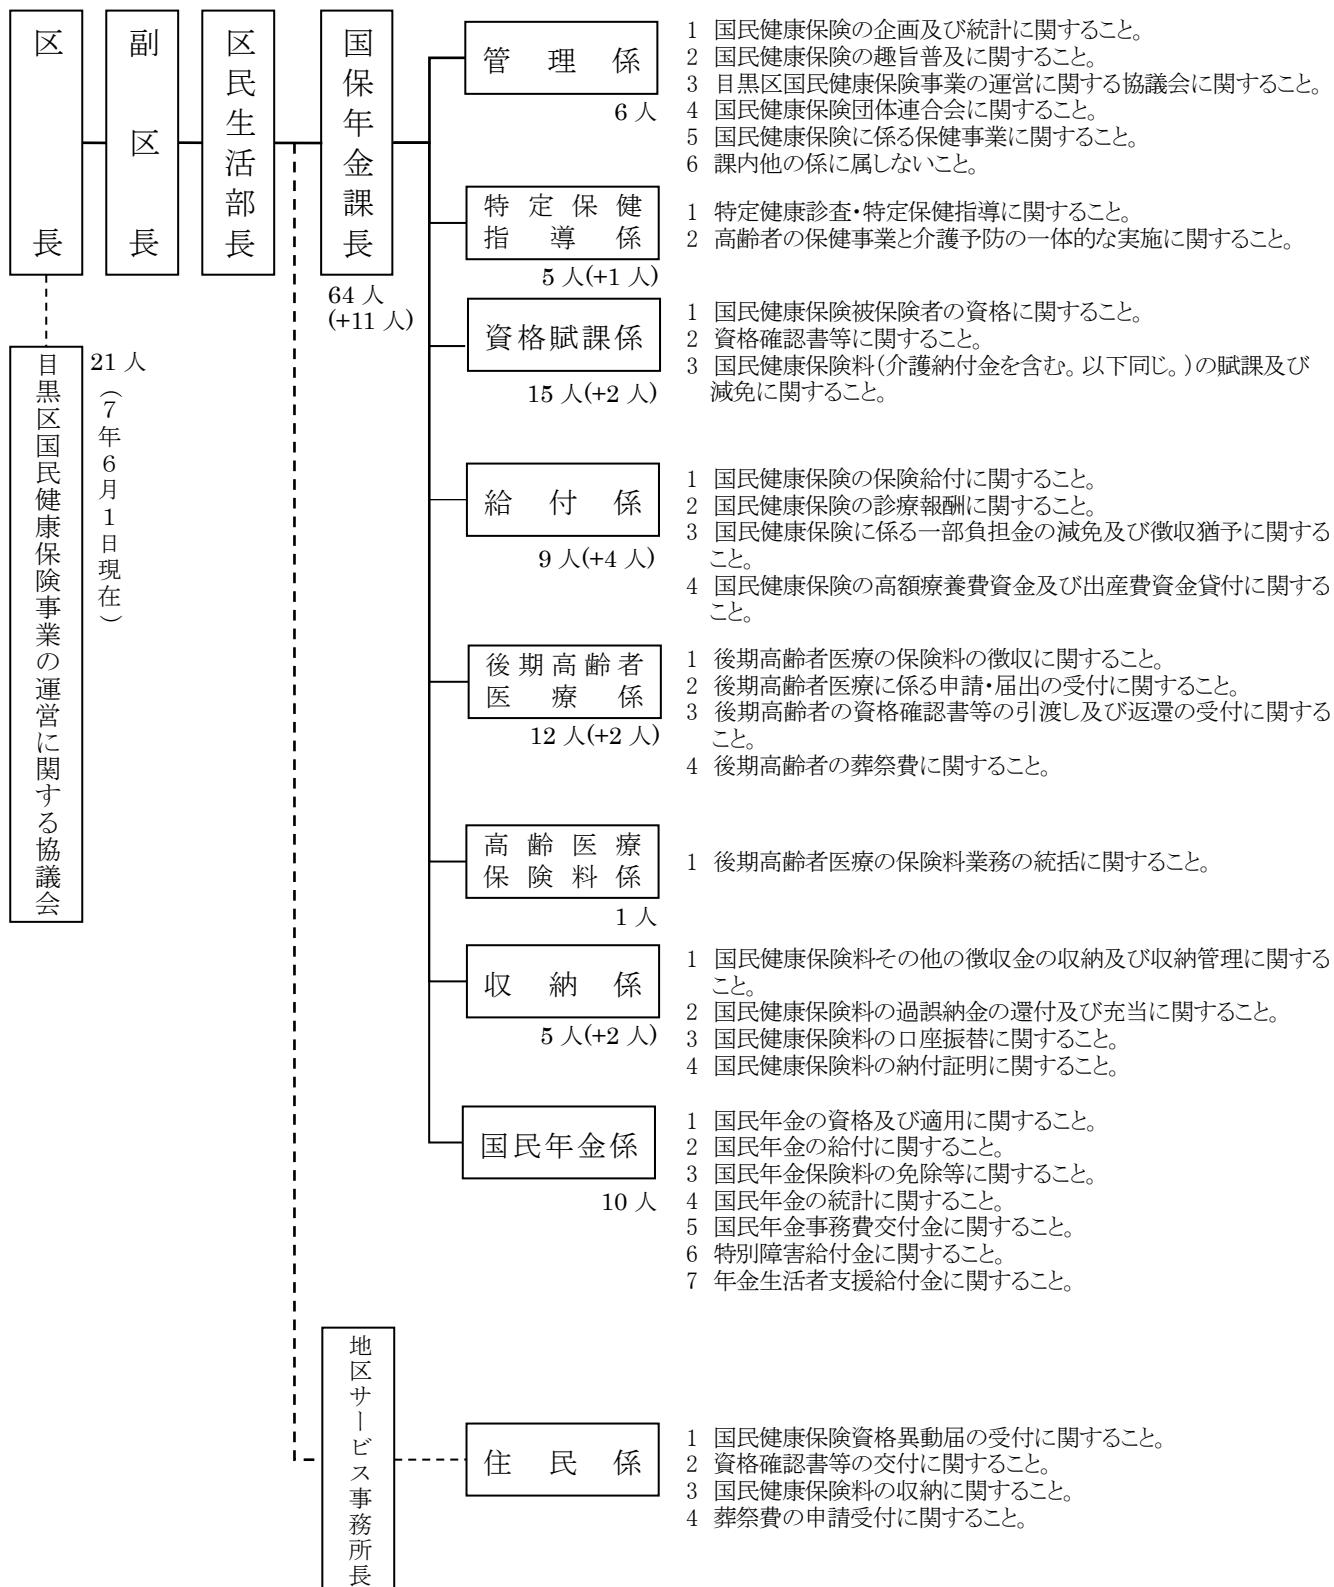 区長
副区長
区民生活部長
国保年金課長
64 人
(+11 人)
目黒区国民健康保険事業の運営に関する協議会
21 人
（７年６月１日現在）
管理係
6 人
1 国民健康保険の企画及び統計に関すること。
2 国民健康保険の趣旨普及に関すること。
3 目黒区国民健康保険事業の運営に関する協議会に関すること。
4 国民健康保険団体連合会に関すること。
5 国民健康保険に係る保健事業に関すること。
6 課内他の係に属しないこと。
特定保健
指導係
5 人(+1 人)
1 特定健康診査・特定保健指導に関すること。
2 高齢者の保健事業と介護予防の一体的な実施に関すること。
資格賦課係
15 人(+2 人)
1 国民健康保険被保険者の資格に関すること。
2 資格確認書等に関すること。
3 国民健康保険料(介護納付金を含む。以下同じ。)の賦課及び
減免に関すること。
給付係
9 人(+4 人)
1 国民健康保険の保険給付に関すること。
2 国民健康保険の診療報酬に関すること。
3 国民健康保険に係る一部負担金の減免及び徴収猶予に関する
こと。
4 国民健康保険の高額療養費資金及び出産費資金貸付に関する
こと。
後期高齢者
医療係
12 人(+2 人)
1 後期高齢者医療の保険料の徴収に関すること。
2 後期高齢者医療に係る申請・届出の受付に関すること。
3 後期高齢者の資格確認書等の引渡し及び返還の受付に関する
こと。
4 後期高齢者の葬祭費に関すること。
高齢医療
保険料係
1 人
1 後期高齢者医療の保険料業務の統括に関すること。
収納係
5 人(+2 人)
1 国民健康保険料その他の徴収金の収納及び収納管理に関する
こと。
2 国民健康保険料の過誤納金の還付及び充当に関すること。
3 国民健康保険料の口座振替に関すること。
4 国民健康保険料の納付証明に関すること。
国民年金係
10 人
1 国民年金の資格及び適用に関すること。
2 国民年金の給付に関すること。
3 国民年金保険料の免除等に関すること。
4 国民年金の統計に関すること。
5 国民年金事務費交付金に関すること。
6 特別障害給付金に関すること。
7 年金生活者支援給付金に関すること。
地区サービス事務所長
住民係
1 国民健康保険資格異動届の受付に関すること。
2 資格確認書等の交付に関すること。
3 国民健康保険料の収納に関すること。
4 葬祭費の申請受付に関すること。